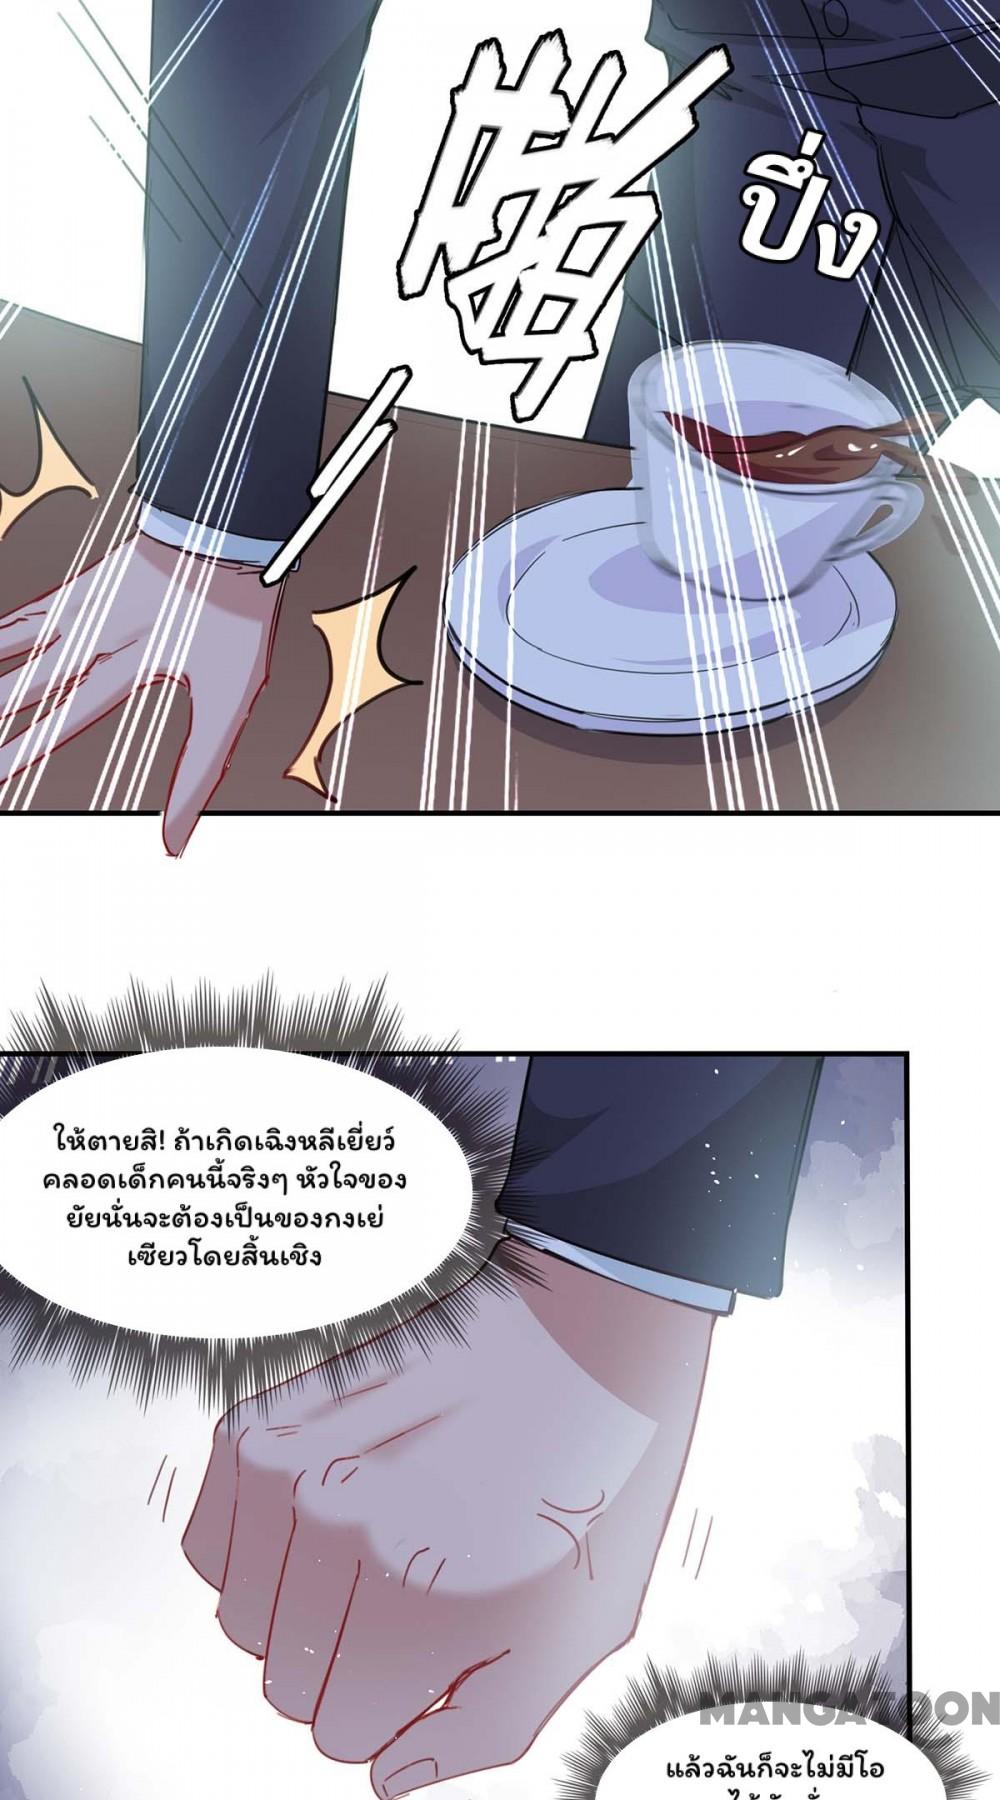 啪
ปึ่ง
ให้ตายสิ! ถ้าเกิดเฉิงหลีเยี่ยว์
คลอดเด็กคนนี้จริงๆ หัวใจของ
ยัยนั่นจะต้องเป็นของกงเย่
เซียวโดยสิ้นเชิง
MANGATOON
แล้วฉันก็จะไม่มีโอ